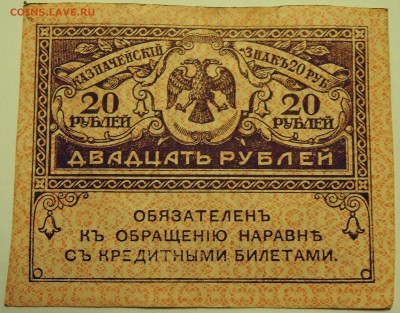 COINS.LAVE.RU
КАЗНАЧЕЙСКІЙ ЗНАКЪ 20 РУБ.
20 РУБЛЕЙ 20 РУБЛЕЙ
ДВАДЦАТЬ РУБЛЕЙ
ОБЯЗАТЕЛЕНЪ
КЪ ОБРАЩЕНІЮ НАРАВНѢ
СЪ КРЕДИТНЫМИ БИЛЕТАМИ.